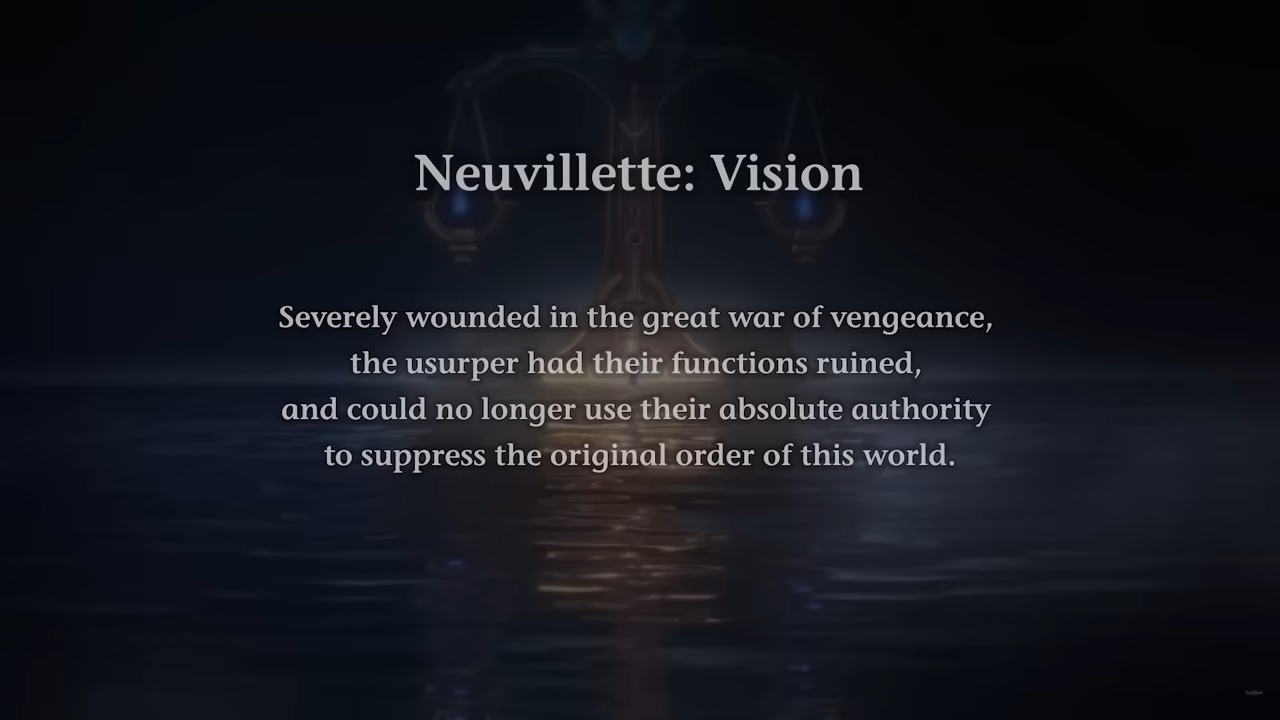 Neuvillette: Vision
Severely wounded in the great war of vengeance,
the usurper had their functions ruined,
and could no longer use their absolute authority
to suppress the original order of this world.